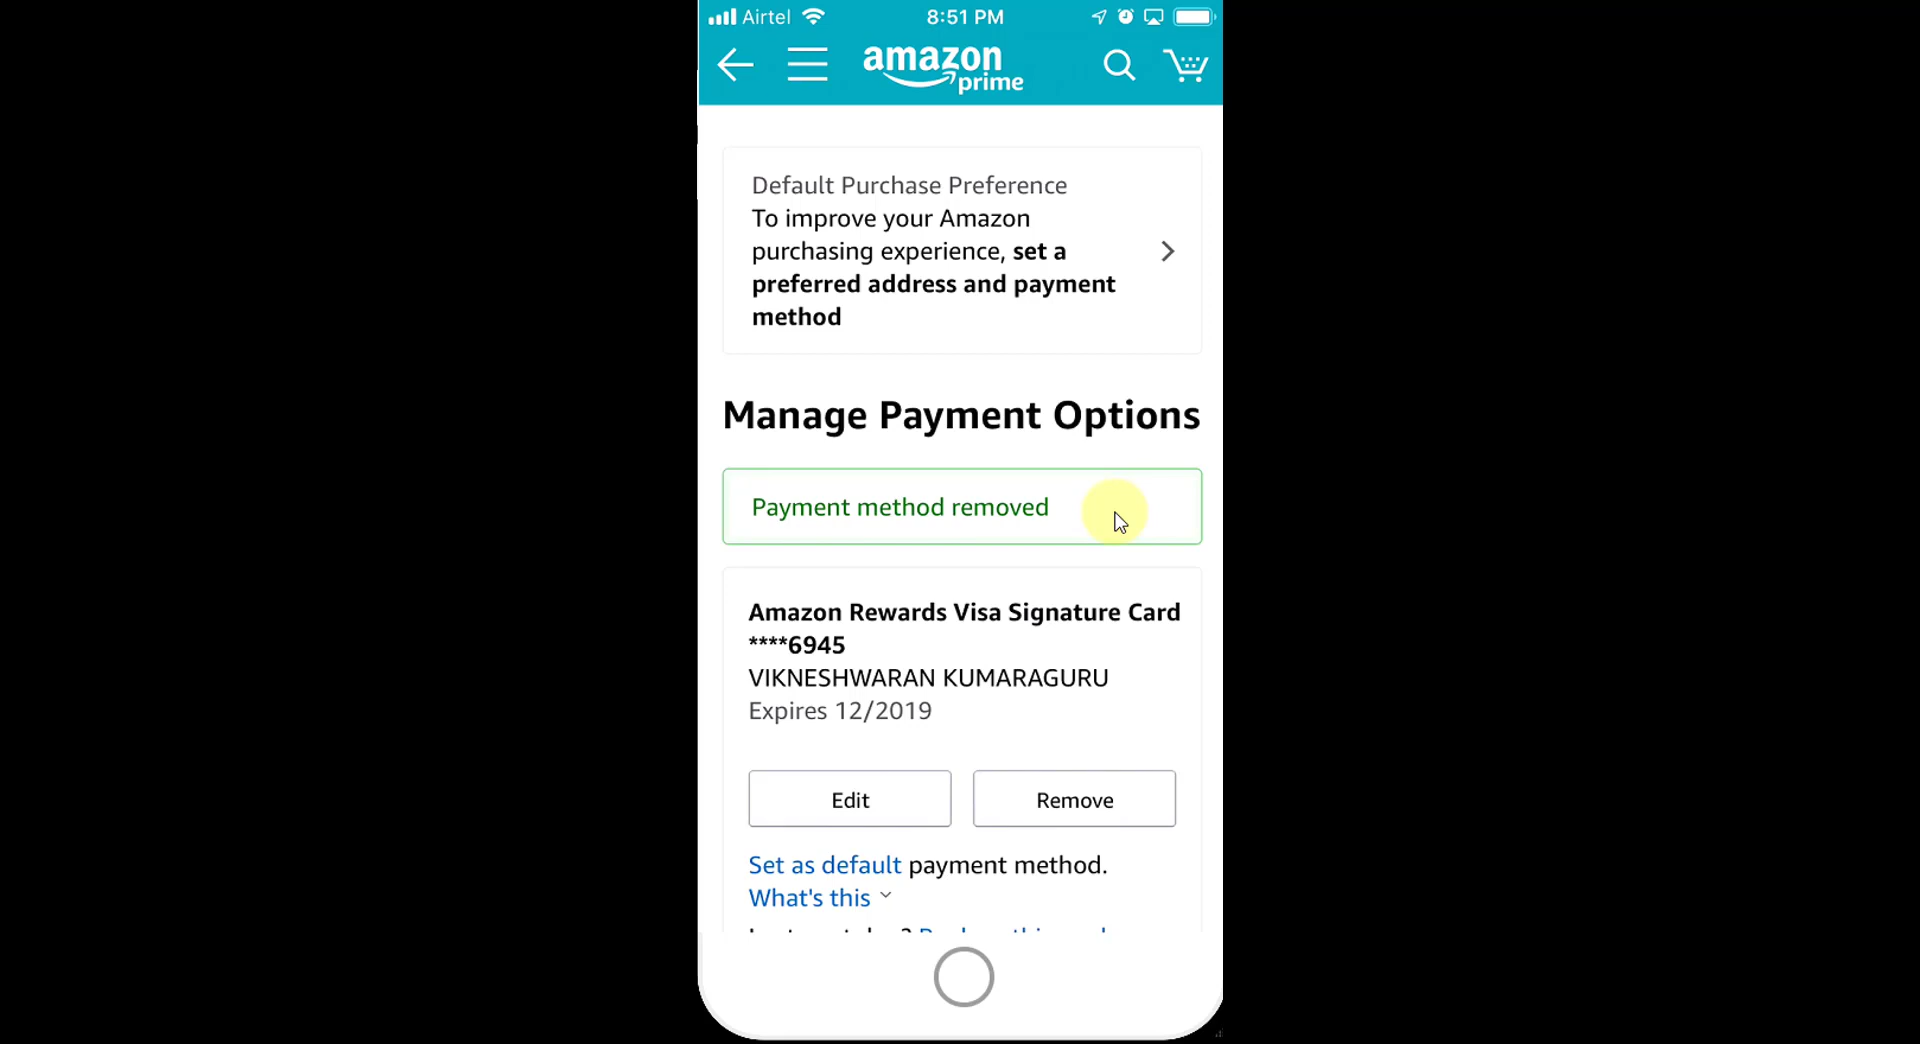 Airtel 8:51 PM
amazon
prime
Default Purchase Preference
To improve your Amazon
purchasing experience, set a
preferred address and payment
method
Manage Payment Options
Payment method removed
Amazon Rewards Visa Signature Card
****6945
VIKNESHWARAN KUMARAGURU
Expires 12/2019
Edit Remove
Set as default payment method.
What's this